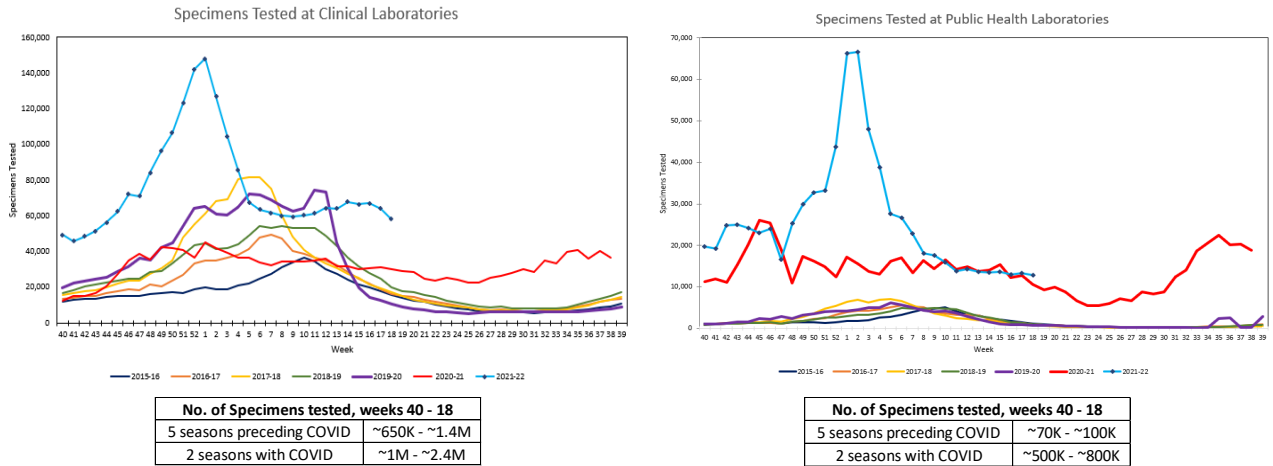 Specimens Tested at Clinical Laboratories
160,000
140,000
120,000
100,000
80,000
60,000
40,000
20,000
0
Specimens Tested
40 41 42 43 44 45 46 47 48 49 50 51 52 1 2 3 4 5 6 7 8 9 10 11 12 13 14 15 16 17 18 19 20 21 22 23 24 25 26 27 28 29 30 31 32 33 34 35 36 37 38 39
Week
2015-16 2016-17 2017-18 2018-19 2019-20 2020-21 2021-22
No. of Specimens tested, weeks 40 - 18
5 seasons preceding COVID ~650K - ~1.4M
2 seasons with COVID ~1M - ~2.4M
Specimens Tested at Public Health Laboratories
70,000
60,000
50,000
40,000
30,000
20,000
10,000
0
Specimens Tested
40 41 42 43 44 45 46 47 48 49 50 51 52 1 2 3 4 5 6 7 8 9 10 11 12 13 14 15 16 17 18 19 20 21 22 23 24 25 26 27 28 29 30 31 32 33 34 35 36 37 38 39
Week
2015-16 2016-17 2017-18 2018-19 2019-20 2020-21 2021-22
No. of Specimens tested, weeks 40 - 18
5 seasons preceding COVID ~70K - ~100K
2 seasons with COVID ~500K - ~800K